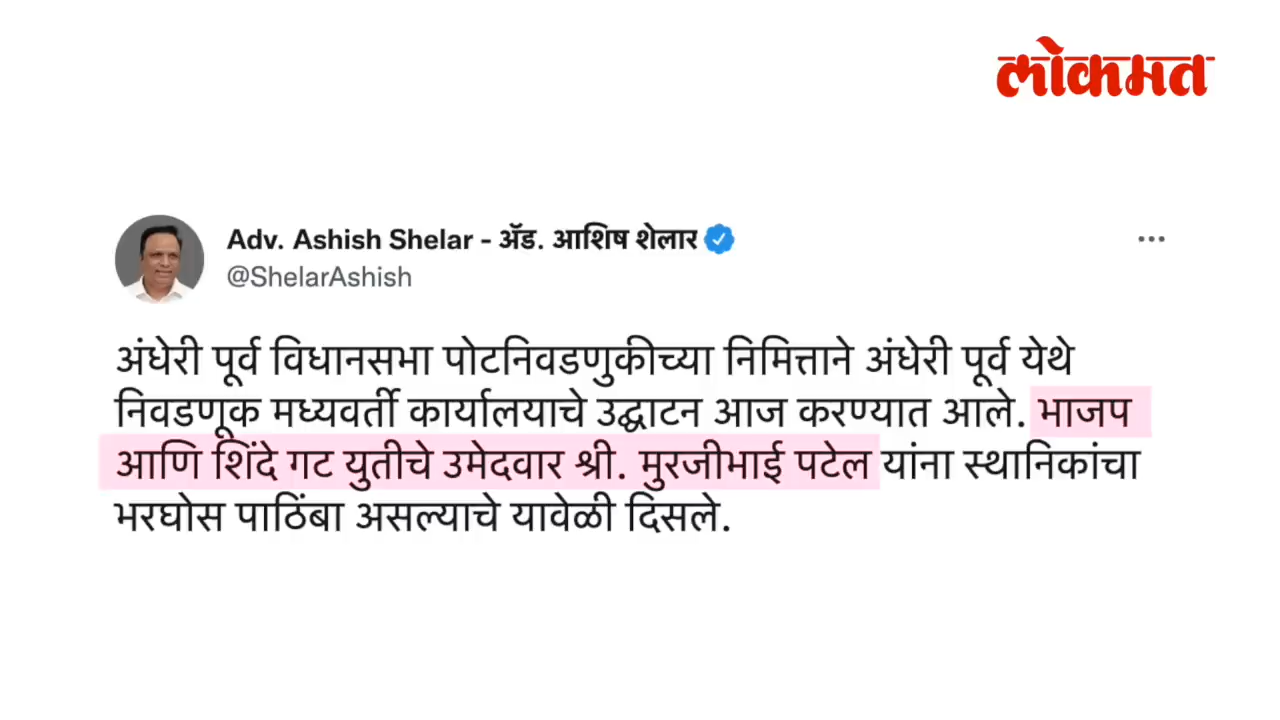 लोकमत
Adv. Ashish Shelar - ॲड. आशिष शेलार
@ShelarAshish
अंधेरी पूर्व विधानसभा पोटनिवडणुकीच्या निमित्ताने अंधेरी पूर्व येथे
निवडणूक मध्यवर्ती कार्यालयाचे उद्घाटन आज करण्यात आले. भाजप
आणि शिंदे गट युतीचे उमेदवार श्री. मुरजीभाई पटेल यांना स्थानिकांचा
भरघोस पाठिंबा असल्याचे यावेळी दिसले.